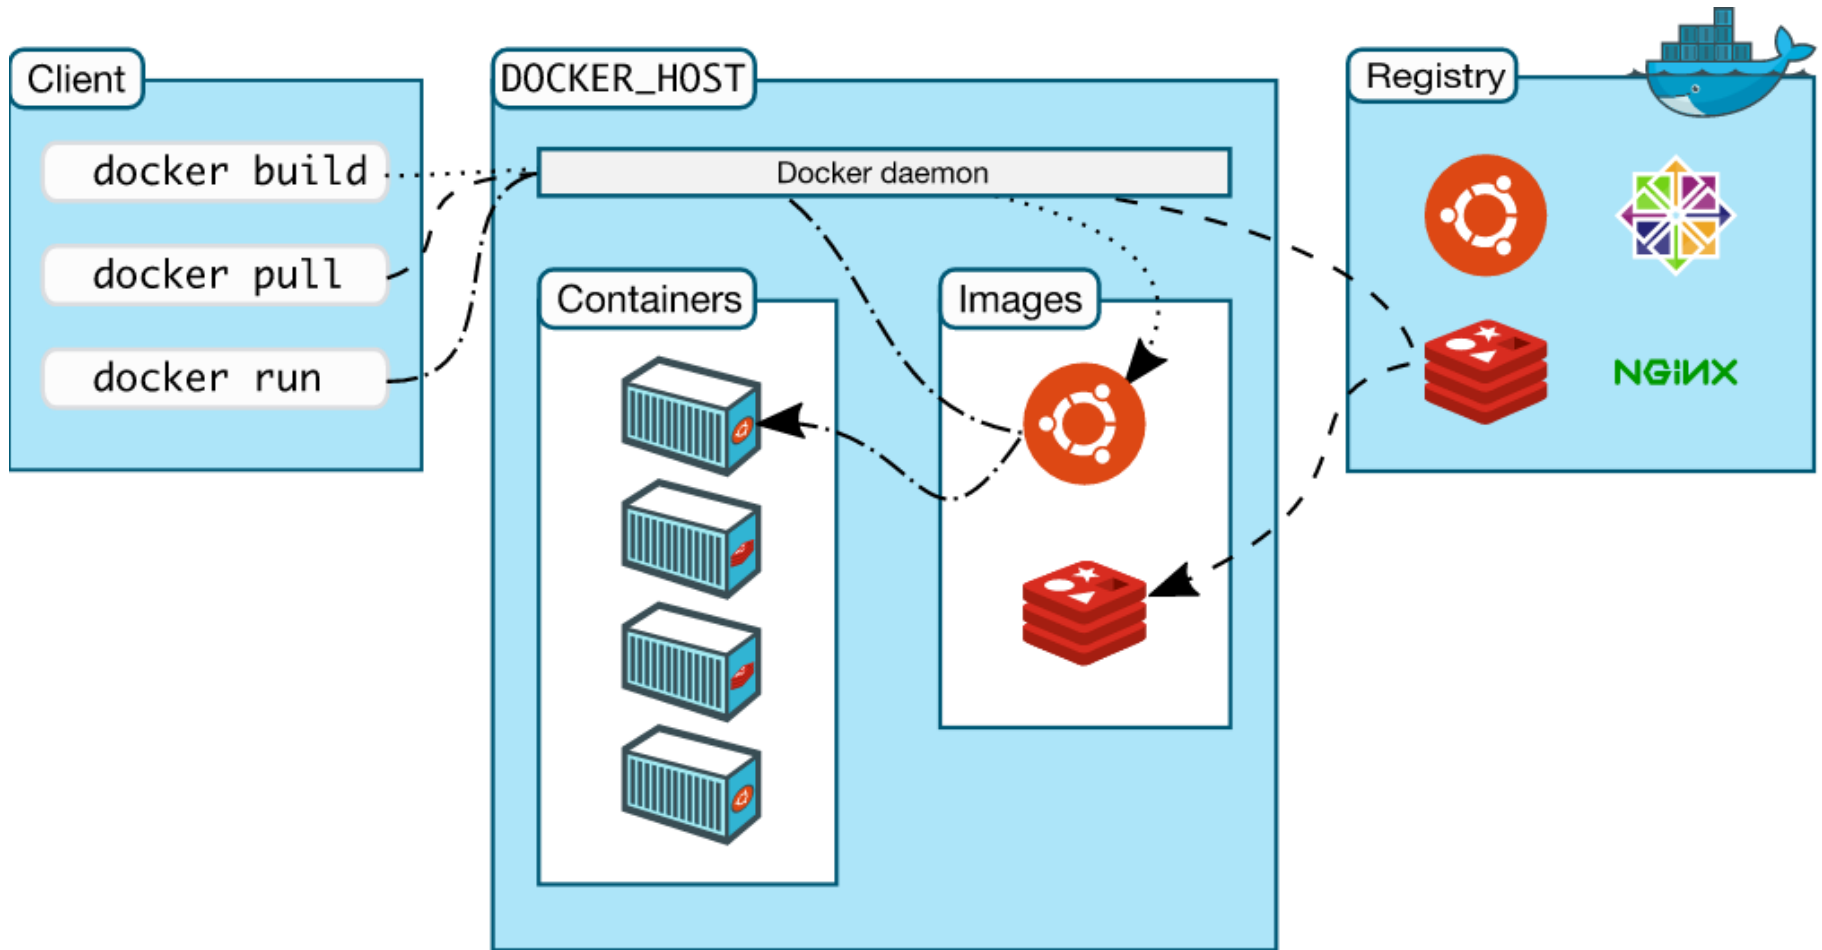 Client
docker build
docker pull
docker run
DOCKER_HOST
Docker daemon
Containers
Images
Registry
NGiNX